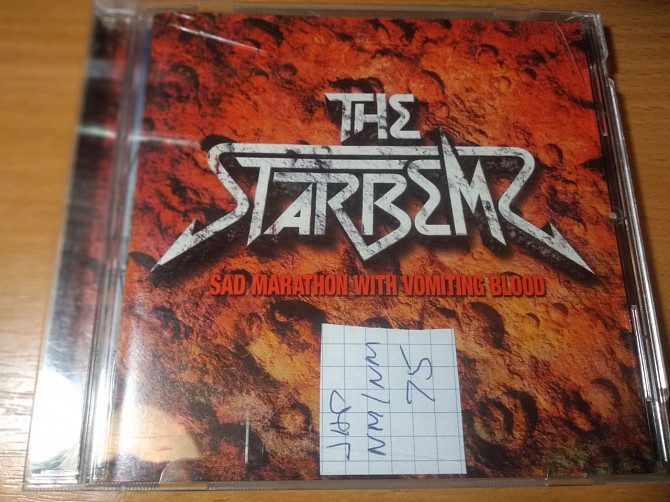 THE
STARBEMS
SAD MARATHON WITH VOMITING BLOOD
JAP
NM/NM
75